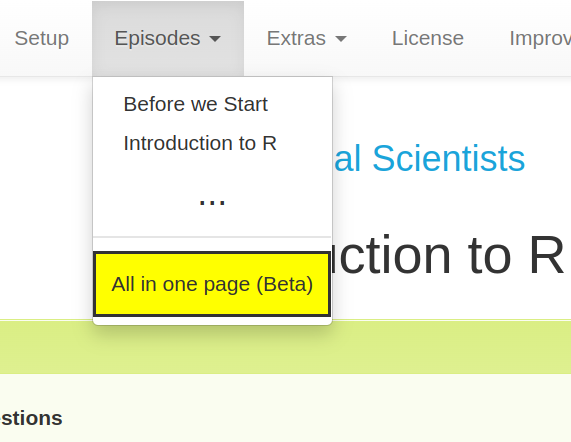 Setup Episodes Extras License Improv
Before we Start
Introduction to R
...
al Scientists
uction to R
All in one page (Beta)
stions